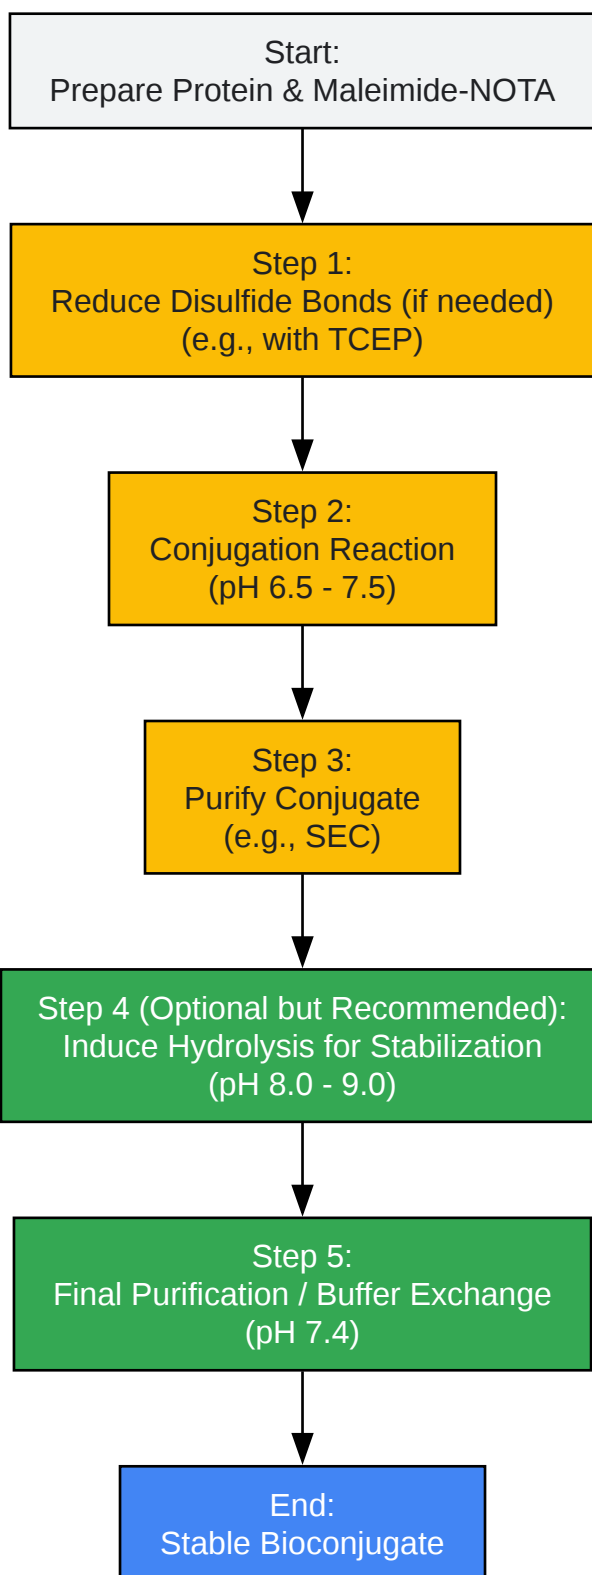 Start:
Prepare Protein & Maleimide-NOTA
Step 1:
Reduce Disulfide Bonds (if needed)
(e.g., with TCEP)
Step 2:
Conjugation Reaction
(pH 6.5 - 7.5)
Step 3:
Purify Conjugate
(e.g., SEC)
Step 4 (Optional but Recommended):
Induce Hydrolysis for Stabilization
(pH 8.0 - 9.0)
Step 5:
Final Purification / Buffer Exchange
(pH 7.4)
End:
Stable Bioconjugate